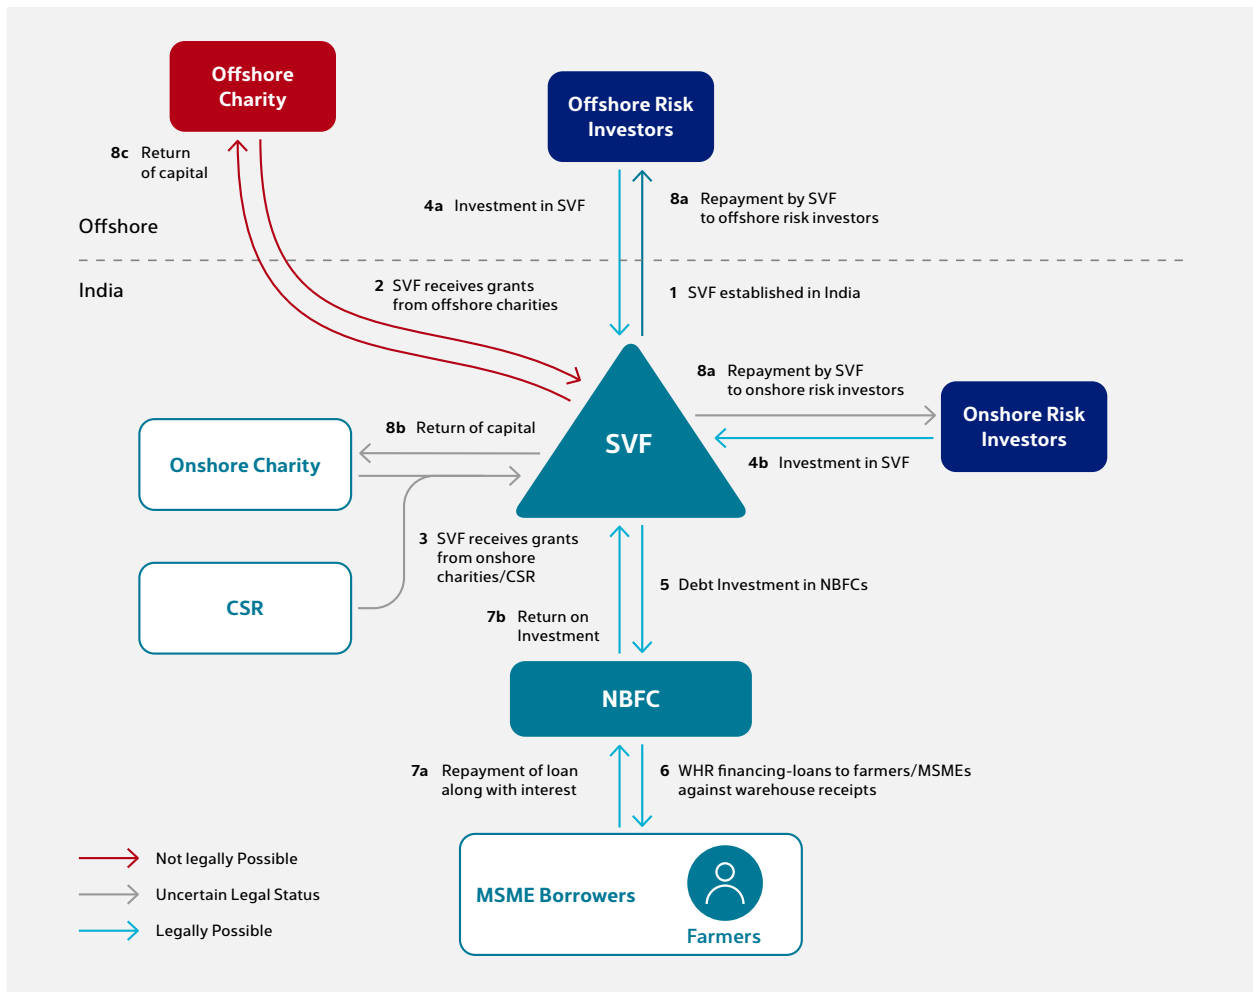 Offshore
Charity
Offshore Risk
Investors
8c Return
of capital
4a Investment in SVF
8a Repayment by SVF
to offshore risk investors
Offshore
India
2 SVF receives grants
from offshore charities
1 SVF established in India
8a Repayment by SVF
to onshore risk investors
Onshore Risk
Investors
8b Return of capital
SVF
4b Investment in SVF
Onshore Charity
3 SVF receives grants
from onshore
charities/CSR
CSR
5 Debt Investment in NBFCs
7b Return on
Investment
NBFC
7a Repayment of loan
along with interest
6 WHR financing-loans to farmers/MSMEs
against warehouse receipts
MSME Borrowers
Farmers
Not legally Possible
Uncertain Legal Status
Legally Possible